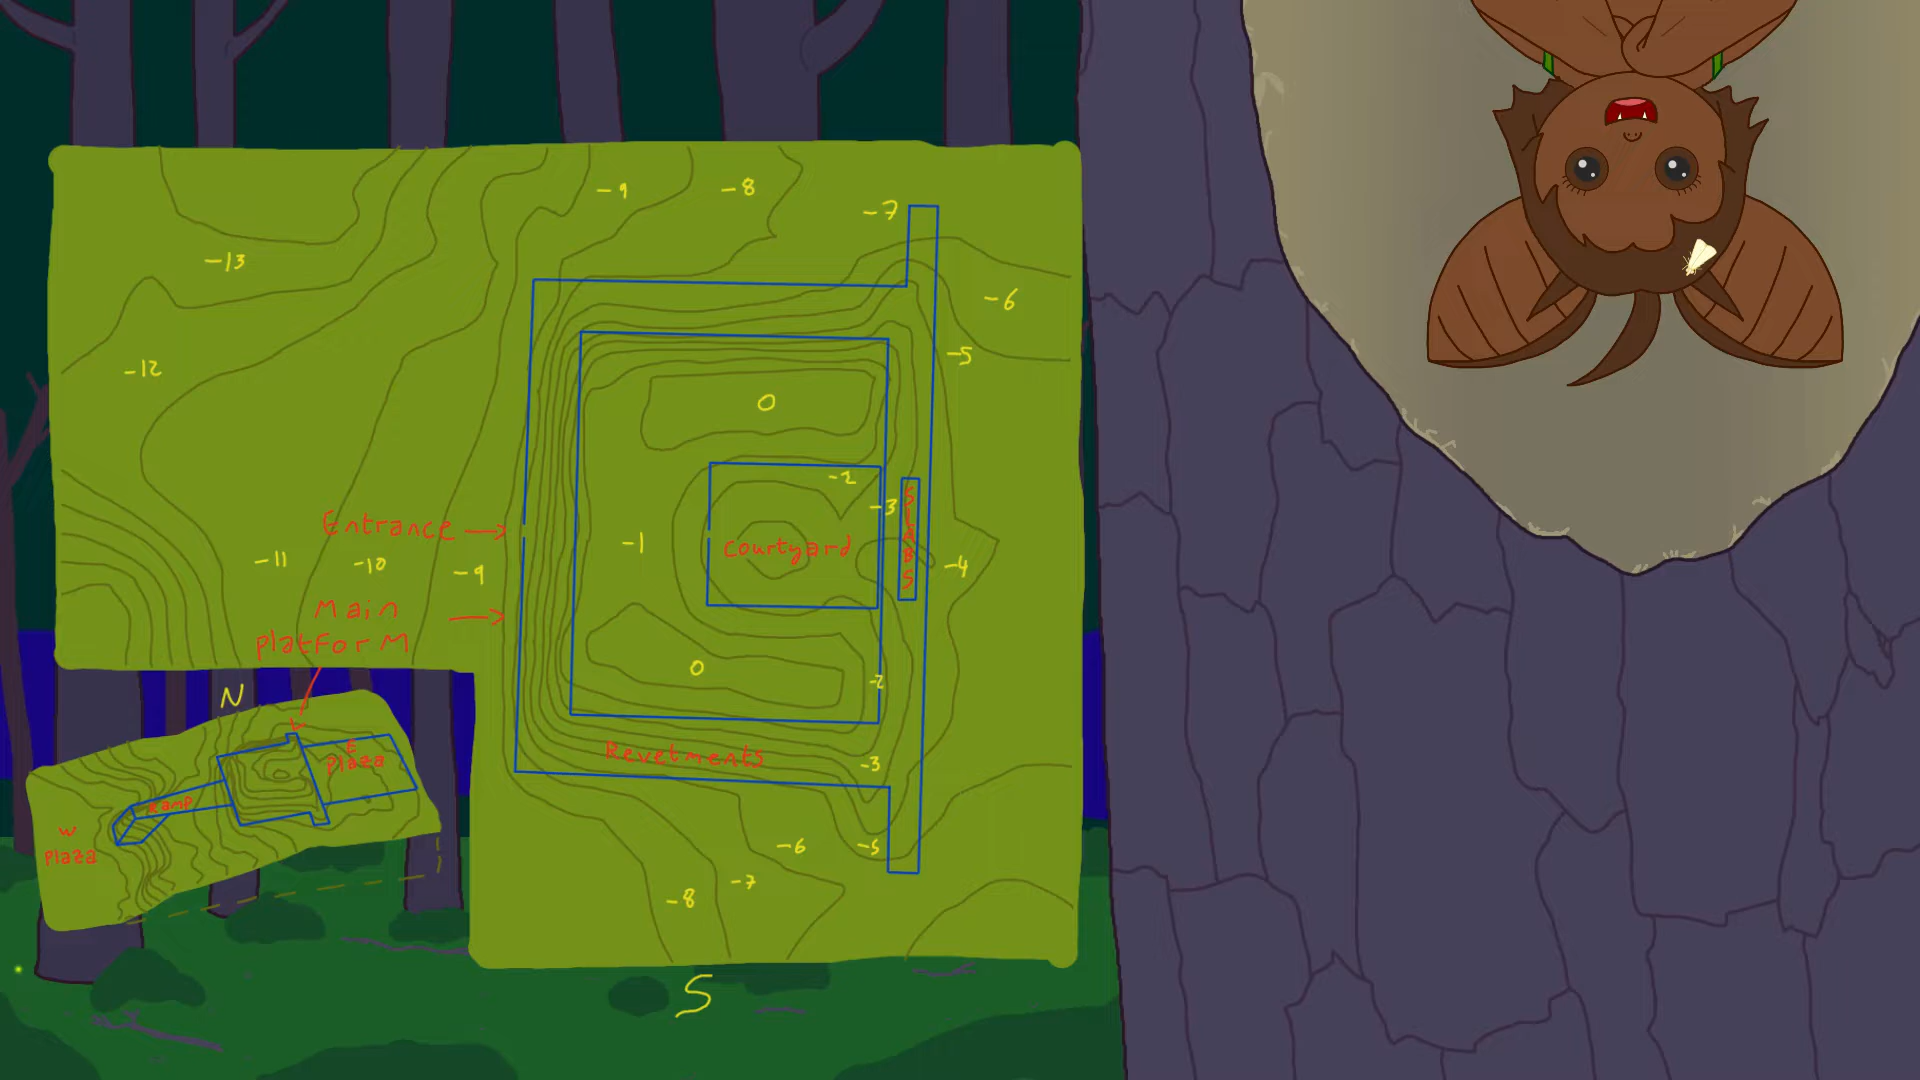 -9
-8
-7
-13
-6
-5
-12
0
-2
-3
SLABS
Entrance
-1
Courtyard
-11
-10
-9
-4
Main
PlatForM
0
-2
N
Revetments
-3
E
Plaza
Ramp
W
Plaza
-6
-5
-7
-8
S